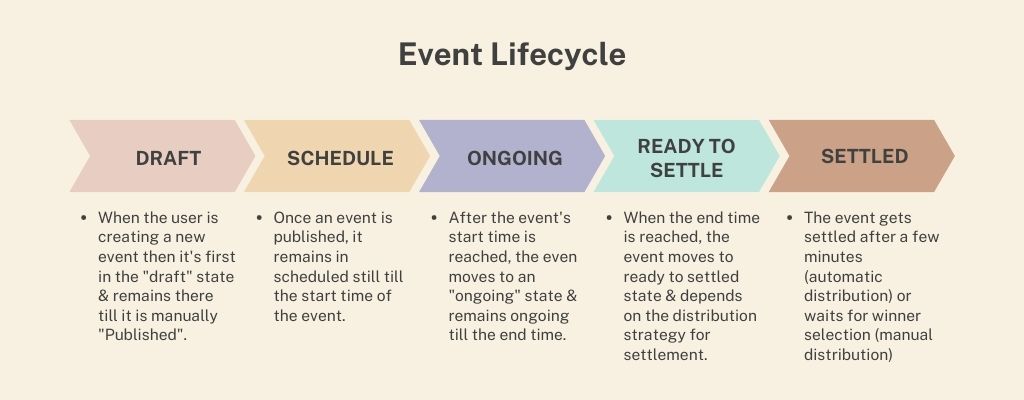 Event Lifecycle
DRAFT
SCHEDULE
ONGOING
READY TO
SETTLE
SETTLED
• When the user is
creating a new
event then it's first
in the "draft" state
& remains there
till it is manually
"Published".
• Once an event is
published, it
remains in
scheduled still till
the start time of
the event.
• After the event's
start time is
reached, the even
moves to an
"ongoing" state &
remains ongoing
till the end time.
• When the end time
is reached, the
event moves to
ready to settled
state & depends
on the distribution
strategy for
settlement.
• The event gets
settled after a few
minutes
(automatic
distribution) or
waits for winner
selection (manual
distribution)